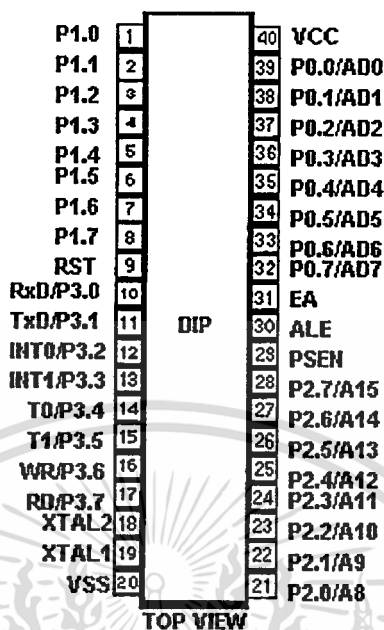 P1.0 1 40 VCC
P1.1 2 39 P0.0/AD0
P1.2 3 38 P0.1/AD1
P1.3 4 37 P0.2/AD2
P1.4 5 36 P0.3/AD3
P1.5 6 35 P0.4/AD4
P1.6 7 34 P0.5/AD5
P1.7 8 33 P0.6/AD6
RST 9 32 P0.7/AD7
RxD/P3.0 10 31 EA
TxD/P3.1 11 DIP 30 ALE
INT0/P3.2 12 29 PSEN
INT1/P3.3 13 28 P2.7/A15
T0/P3.4 14 27 P2.6/A14
T1/P3.5 15 26 P2.5/A13
WR/P3.6 16 25 P2.4/A12
RD/P3.7 17 24 P2.3/A11
XTAL2 18 23 P2.2/A10
XTAL1 19 22 P2.1/A9
VSS 20 21 P2.0/A8
TOP VIEW